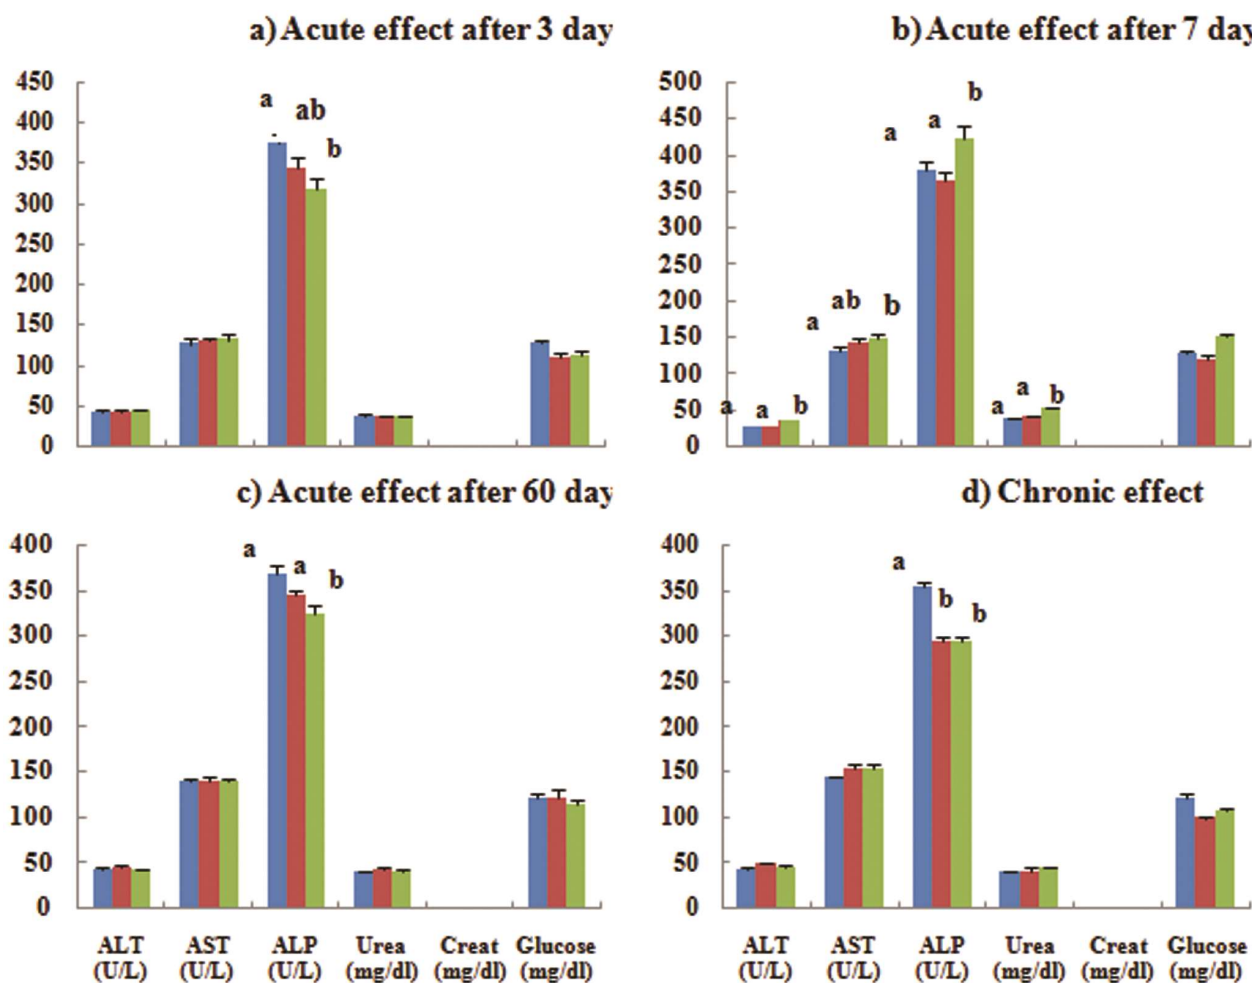 a) Acute effect after 3 day
450
400
350
300
250
200
150
100
50
0
a
ab
b
b) Acute effect after 7 day
500
450
400
350
300
250
200
150
100
50
0
a
a
b
a
ab
b
a
a
b
a
a
b
c) Acute effect after 60 day
400
350
300
250
200
150
100
50
0
a
a
b
ALT AST ALP Urea Creat Glucose
(U/L) (U/L) (U/L) (mg/dl) (mg/dl) (mg/dl)
d) Chronic effect
400
350
300
250
200
150
100
50
0
a
b
b
ALT AST ALP Urea Creat Glucose
(U/L) (U/L) (U/L) (mg/dl) (mg/dl) (mg/dl)